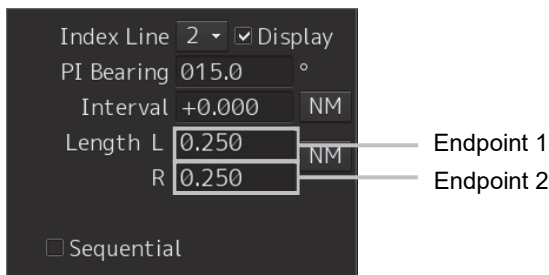 Index Line 2 Display
PI Bearing 015.0 °
Interval +0.000 NM
Length L 0.250 NM Endpoint 1
R 0.250 Endpoint 2
Sequential